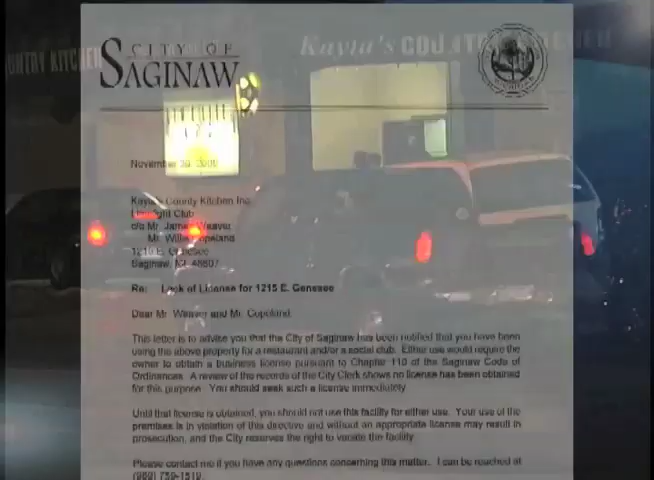 CITY OF
SAGINAW
Kayla's COUNTRY KITCHEN
COUNTRY KITCHEN
November
Kayla's County Kitchen Inc.
Limelight Club
c/o Mr. James Weaver
Mr. Willie Copeland
1215 E. Genesee
Saginaw, MI 48607
Re: Lack of License for 1215 E. Genesee
Dear Mr. Weaver and Mr. Copeland:
This letter is to advise you that the City of Saginaw has been notified that you have been
using the above property for a restaurant and/or a social club. Either use would require the
owner to obtain a business license pursuant to Chapter 110 of the Saginaw Code of
Ordinances. A review of the records of the City Clerk shows no license has been obtained
for this purpose. You should seek such a license immediately.
Until that license is obtained, you should not use this facility for either use. Your use of the
premises is in violation of this directive and without an appropriate license may result in
prosecution, and the City reserves the right to vacate the facility.
Please contact me if you have any questions concerning this matter. I can be reached at
(989) 759-1519.